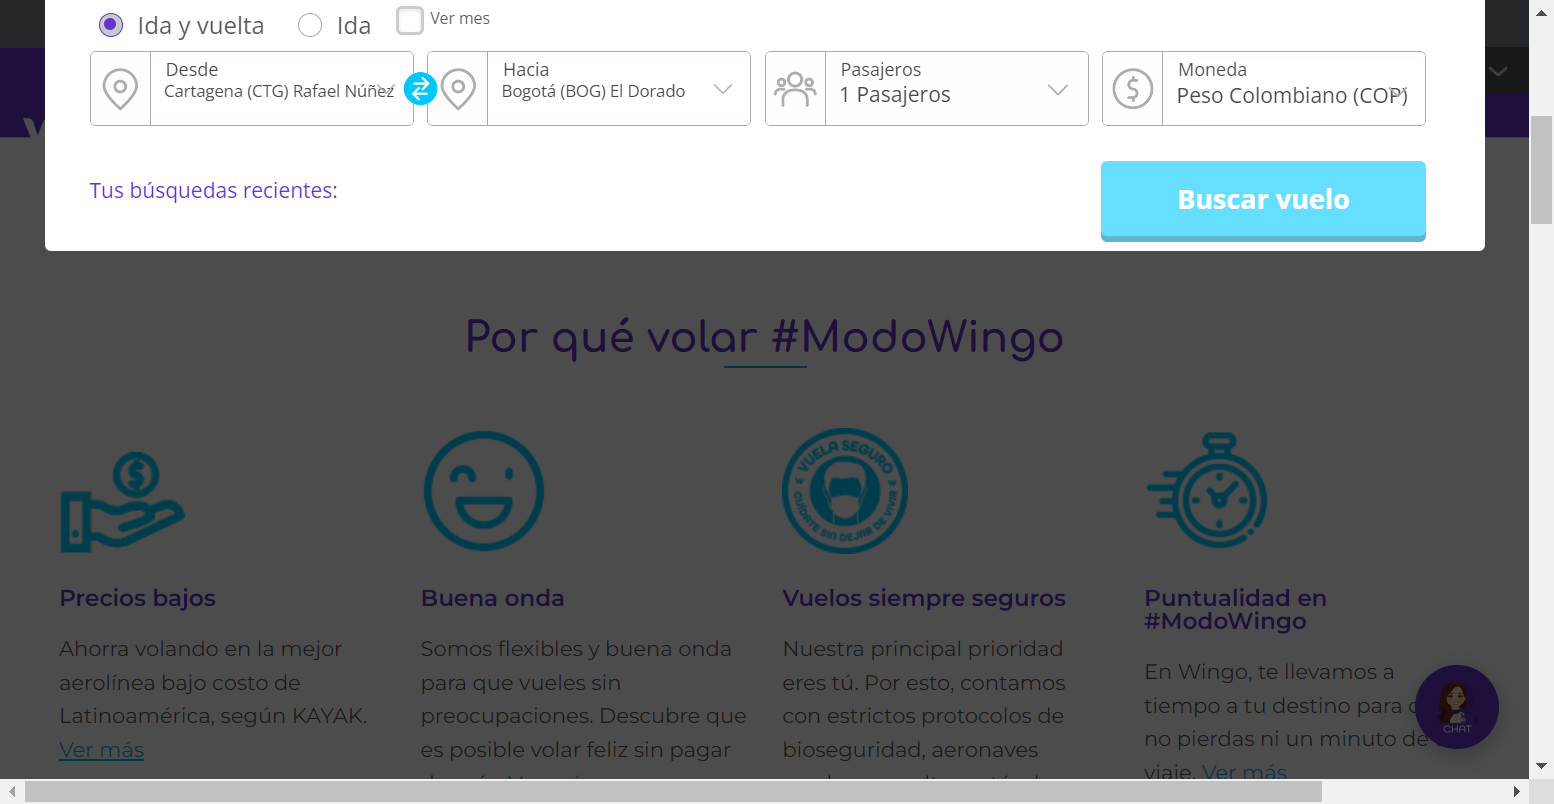 Ida y vuelta
Ida
Ver mes
Desde
Cartagena (CTG) Rafael Núñez
Hacia
Bogotá (BOG) El Dorado
Pasajeros
1 Pasajeros
Moneda
Peso Colombiano (COP)
Tus búsquedas recientes:
Buscar vuelo
Por qué volar #ModoWingo
VUELA SEGURO
CUÍDATE SIN DEJAR DE VIVIR
Precios bajos
Ahorra volando en la mejor
aerolínea bajo costo de
Latinoamérica, según KAYAK.
Ver más
Buena onda
Somos flexibles y buena onda
para que vueles sin
preocupaciones. Descubre que
es posible volar feliz sin pagar
Vuelos siempre seguros
Nuestra principal prioridad
eres tú. Por esto, contamos
con estrictos protocolos de
bioseguridad, aeronaves
Puntualidad en
#ModoWingo
En Wingo, te llevamos a
tiempo a tu destino para
no pierdas ni un minuto de
viaje. Ver más
CHAT